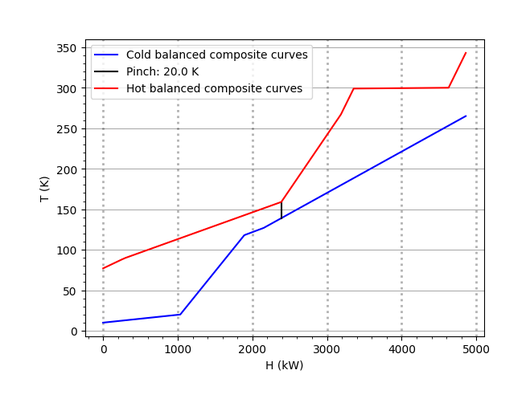 350
300
250
200
150
100
50
0
T (K)
Cold balanced composite curves
Pinch: 20.0 K
Hot balanced composite curves
0 1000 2000 3000 4000 5000
H (kW)